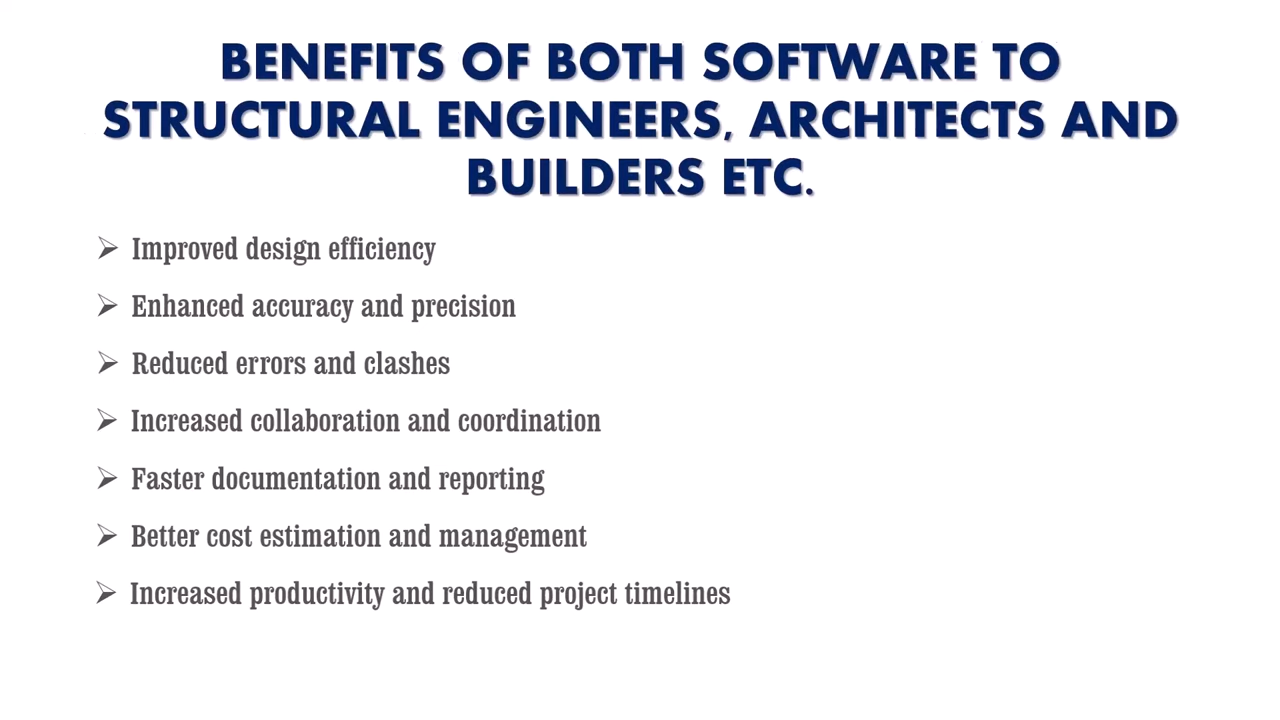 BENEFITS OF BOTH SOFTWARE TO
STRUCTURAL ENGINEERS, ARCHITECTS AND
BUILDERS ETC.
Improved design efficiency
Enhanced accuracy and precision
Reduced errors and clashes
Increased collaboration and coordination
Faster documentation and reporting
Better cost estimation and management
Increased productivity and reduced project timelines